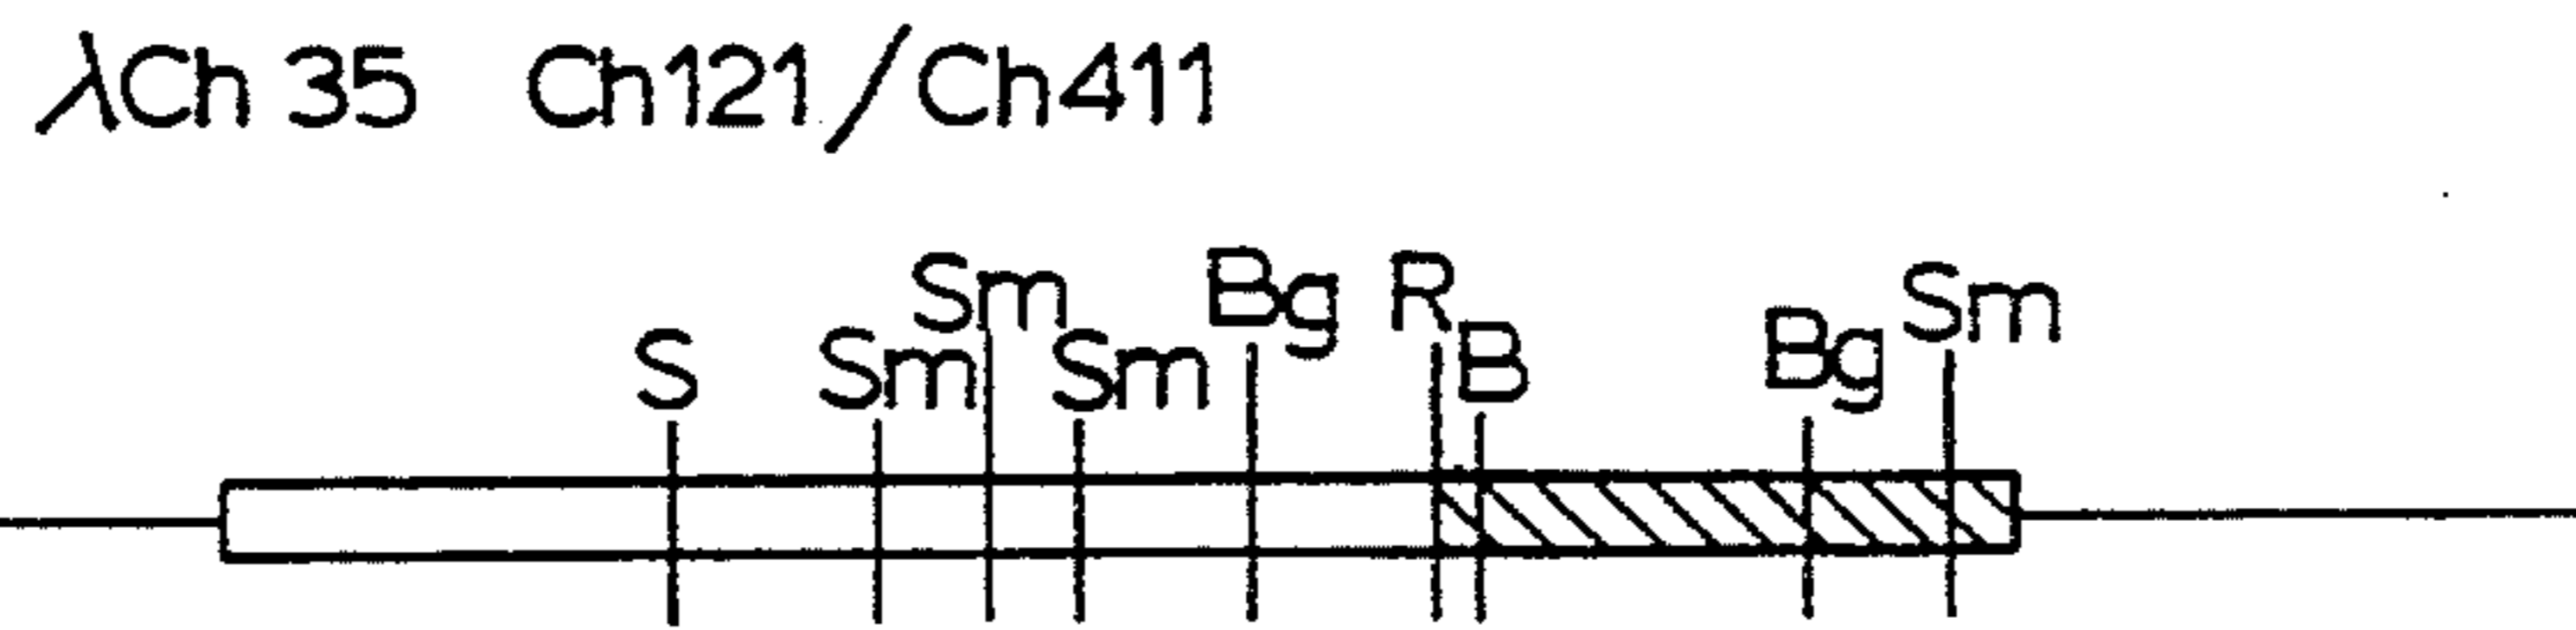 λCh 35 Ch121/Ch411
S Sm Sm Sm Bg R B Bg Sm